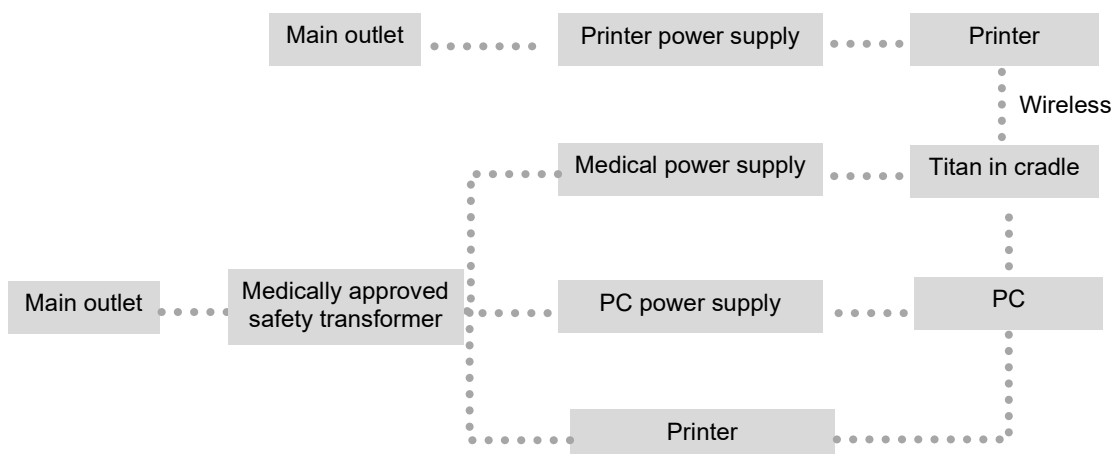 Main outlet
Printer power supply
Printer
Wireless
Medical power supply
Titan in cradle
Main outlet
Medically approved
safety transformer
PC power supply
PC
Printer